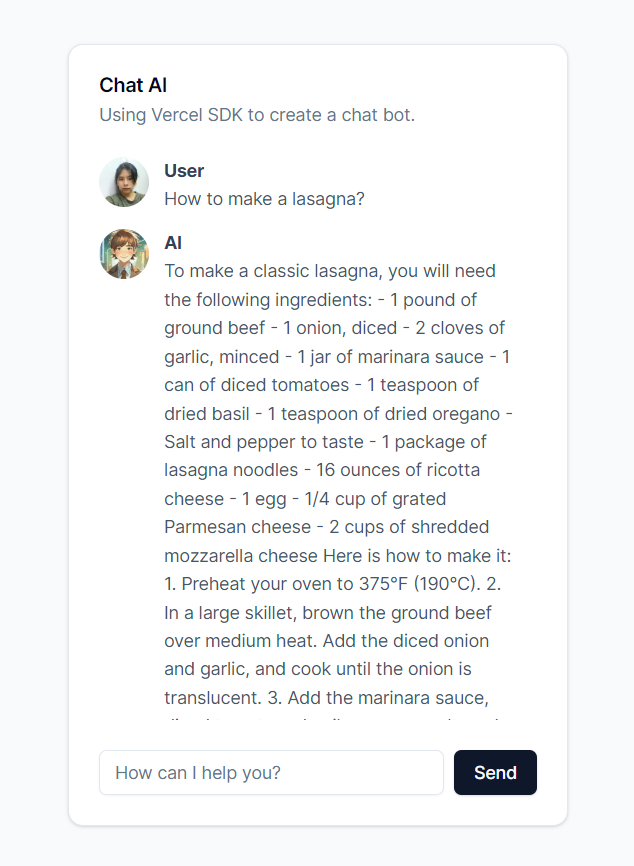 Chat AI
Using Vercel SDK to create a chat bot.
User
How to make a lasagna?
AI
To make a classic lasagna, you will need
the following ingredients: - 1 pound of
ground beef - 1 onion, diced - 2 cloves of
garlic, minced - 1 jar of marinara sauce - 1
can of diced tomatoes - 1 teaspoon of
dried basil - 1 teaspoon of dried oregano -
Salt and pepper to taste - 1 package of
lasagna noodles - 16 ounces of ricotta
cheese - 1 egg - 1/4 cup of grated
Parmesan cheese - 2 cups of shredded
mozzarella cheese Here is how to make it:
1. Preheat your oven to 375°F (190°C). 2.
In a large skillet, brown the ground beef
over medium heat. Add the diced onion
and garlic, and cook until the onion is
translucent. 3. Add the marinara sauce,
How can I help you?
Send